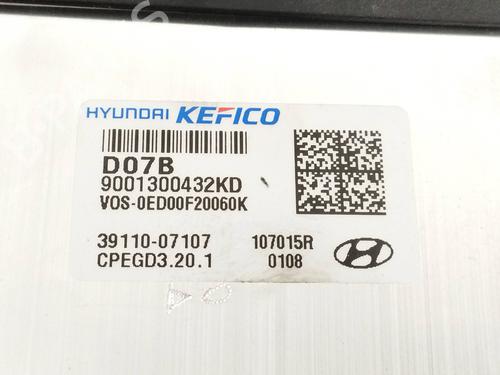 HYUNDAI KEFICO
D07B
9001300432KD
VOS-0ED00F20060K
39110-07107 107015R
CPEGD3.20.1 0108